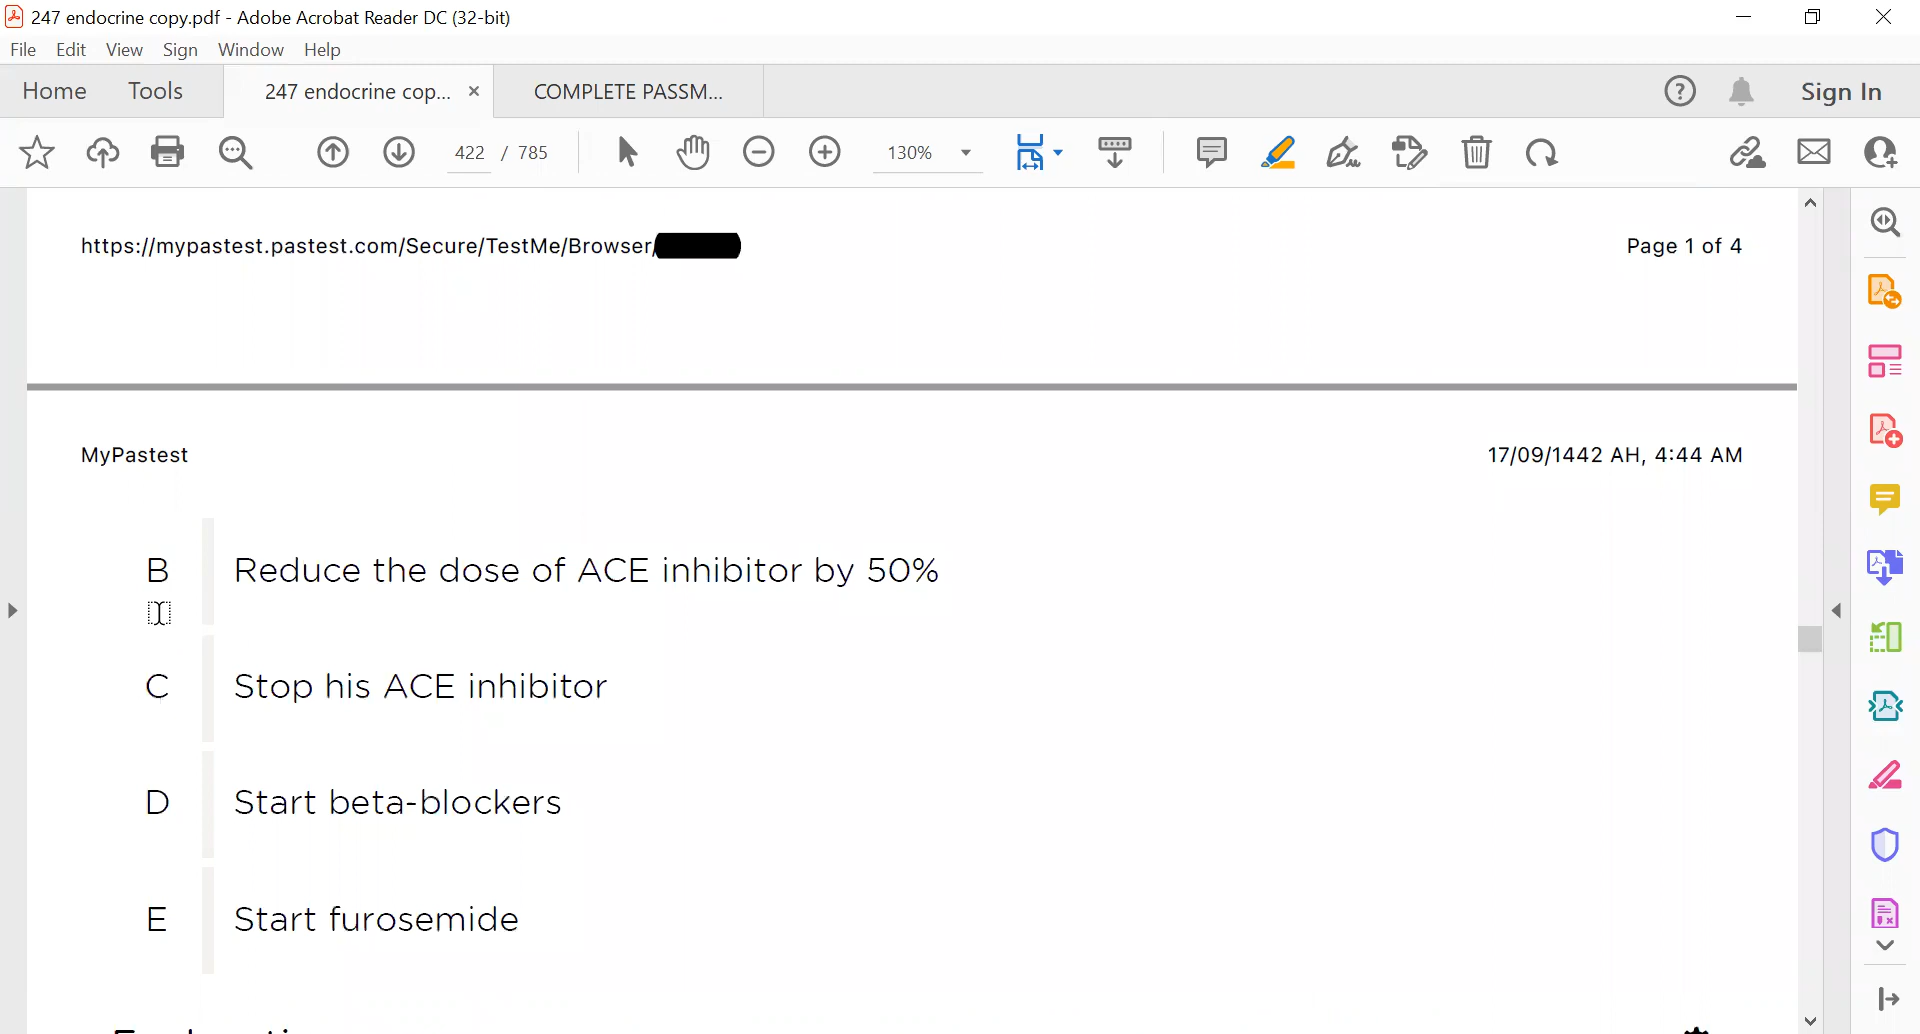 247 endocrine copy.pdf - Adobe Acrobat Reader DC (32-bit)
File Edit View Sign Window Help
Home Tools 247 endocrine cop... × COMPLETE PASSM... ? Sign In
422 / 785 130%
https://mypastest.pastest.com/Secure/TestMe/Browser/
Page 1 of 4
MyPastest
17/09/1442 AH, 4:44 AM
B Reduce the dose of ACE inhibitor by 50%
C Stop his ACE inhibitor
D Start beta-blockers
E Start furosemide